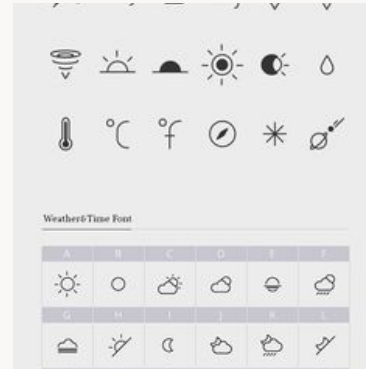 °C °f
Weather&Time Font
A B C D E F
G H I J K L